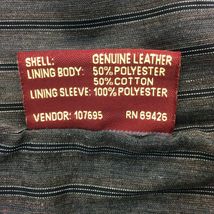 SHELL: GENUINE LEATHER
LINING BODY: 50% POLYESTER
50% COTTON
LINING SLEEVE: 100% POLYESTER
VENDOR: 107695 RN 69426